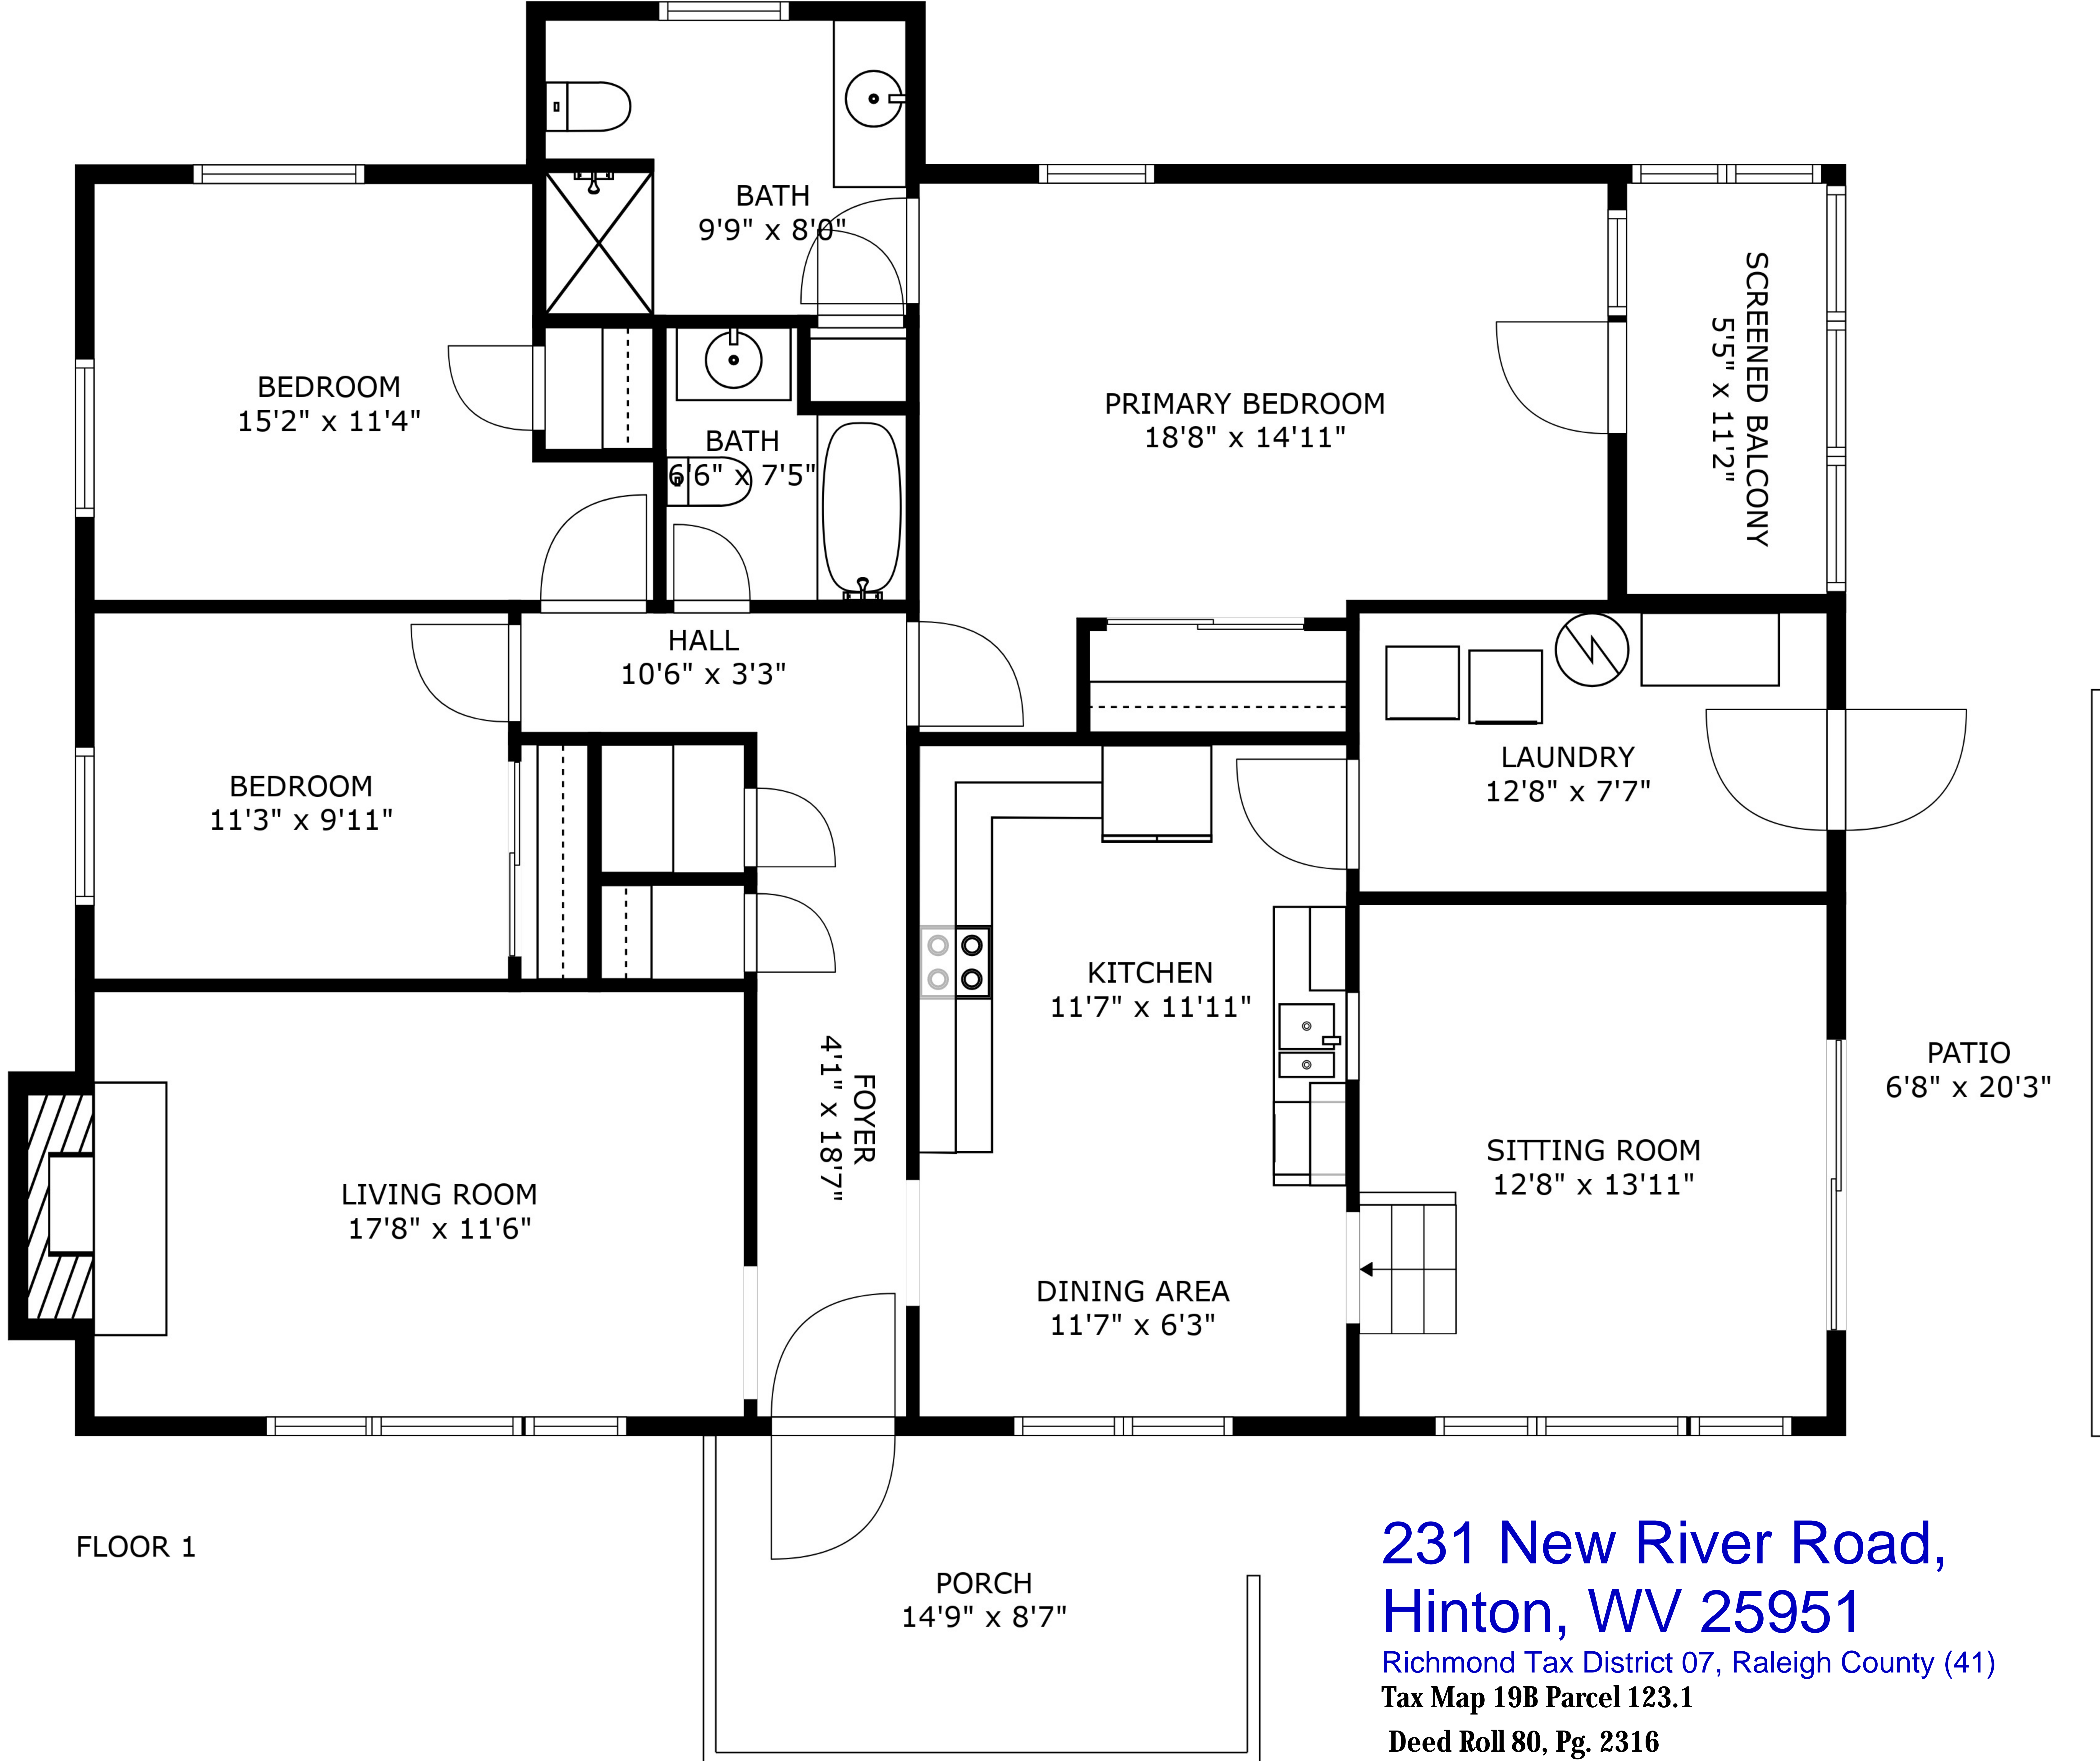 BATH
9'9" x 8'0"
BEDROOM
15'2" x 11'4"
BATH
6'6" x 7'5"
PRIMARY BEDROOM
18'8" x 14'11"
SCREENED BALCONY
5'5" x 11'2"
HALL
10'6" x 3'3"
BEDROOM
11'3" x 9'11"
LAUNDRY
12'8" x 7'7"
KITCHEN
11'7" x 11'11"
FOYER
4'1" x 18'7"
PATIO
6'8" x 20'3"
LIVING ROOM
17'8" x 11'6"
SITTING ROOM
12'8" x 13'11"
DINING AREA
11'7" x 6'3"
FLOOR 1
PORCH
14'9" x 8'7"
231 New River Road,
Hinton, WV 25951
Richmond Tax District 07, Raleigh County (41)
Tax Map 19B Parcel 123.1
Deed Roll 80, Pg. 2316